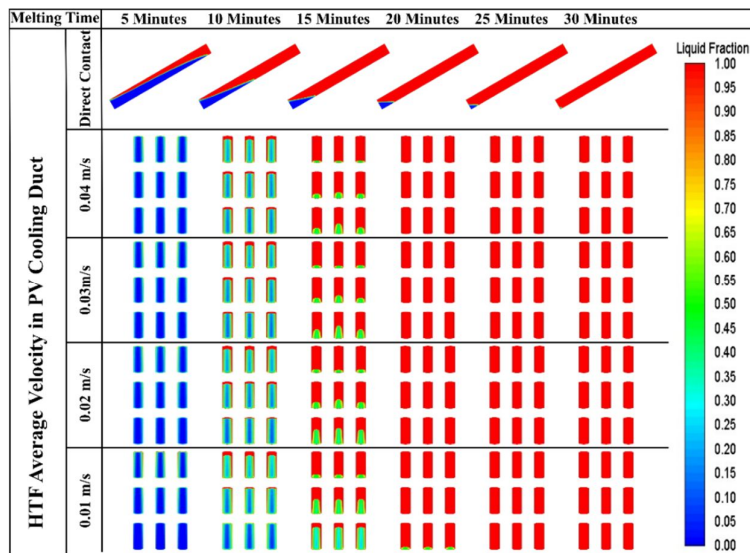 Melting Time 5 Minutes 10 Minutes 15 Minutes 20 Minutes 25 Minutes 30 Minutes
HTF Average Velocity in PV Cooling Duct
Direct Contact
0.04 m/s
0.03m/s
0.02 m/s
0.01 m/s
Liquid Fraction
1.00
0.95
0.90
0.85
0.80
0.75
0.70
0.65
0.60
0.55
0.50
0.45
0.40
0.35
0.30
0.25
0.20
0.15
0.10
0.05
0.00